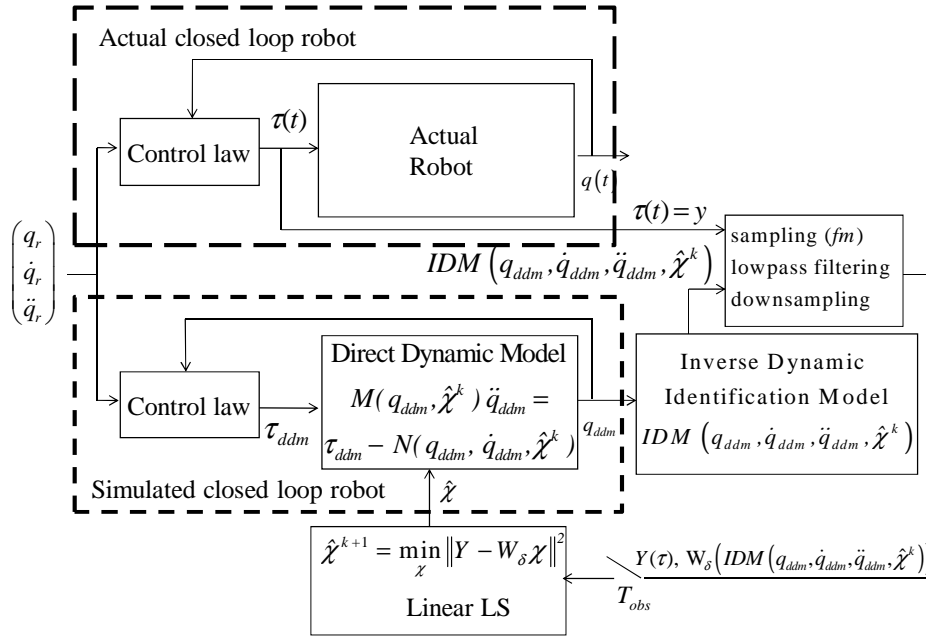 Actual closed loop robot
τ(t)
Control law
Actual
Robot
q(t)
τ(t) = y
q_r
q̇_r
q̈_r
IDM (q_ddm, q̇_ddm, q̈_ddm, χ̂^k)
sampling (fm)
lowpass filtering
downsampling
Direct Dynamic Model
M(q_ddm, χ̂^k) q̈_ddm =
τ_ddm − N(q_ddm, q̇_ddm, χ̂^k)
Control law
τ_ddm
q_ddm
Inverse Dynamic
Identification Model
IDM (q_ddm, q̇_ddm, q̈_ddm, χ̂^k)
Simulated closed loop robot
χ̂
χ̂^{k+1} = min_χ ‖Y − W_δ χ‖²
Linear LS
Y(τ), W_δ(IDM(q_ddm, q̇_ddm, q̈_ddm, χ̂^k))
T_obs